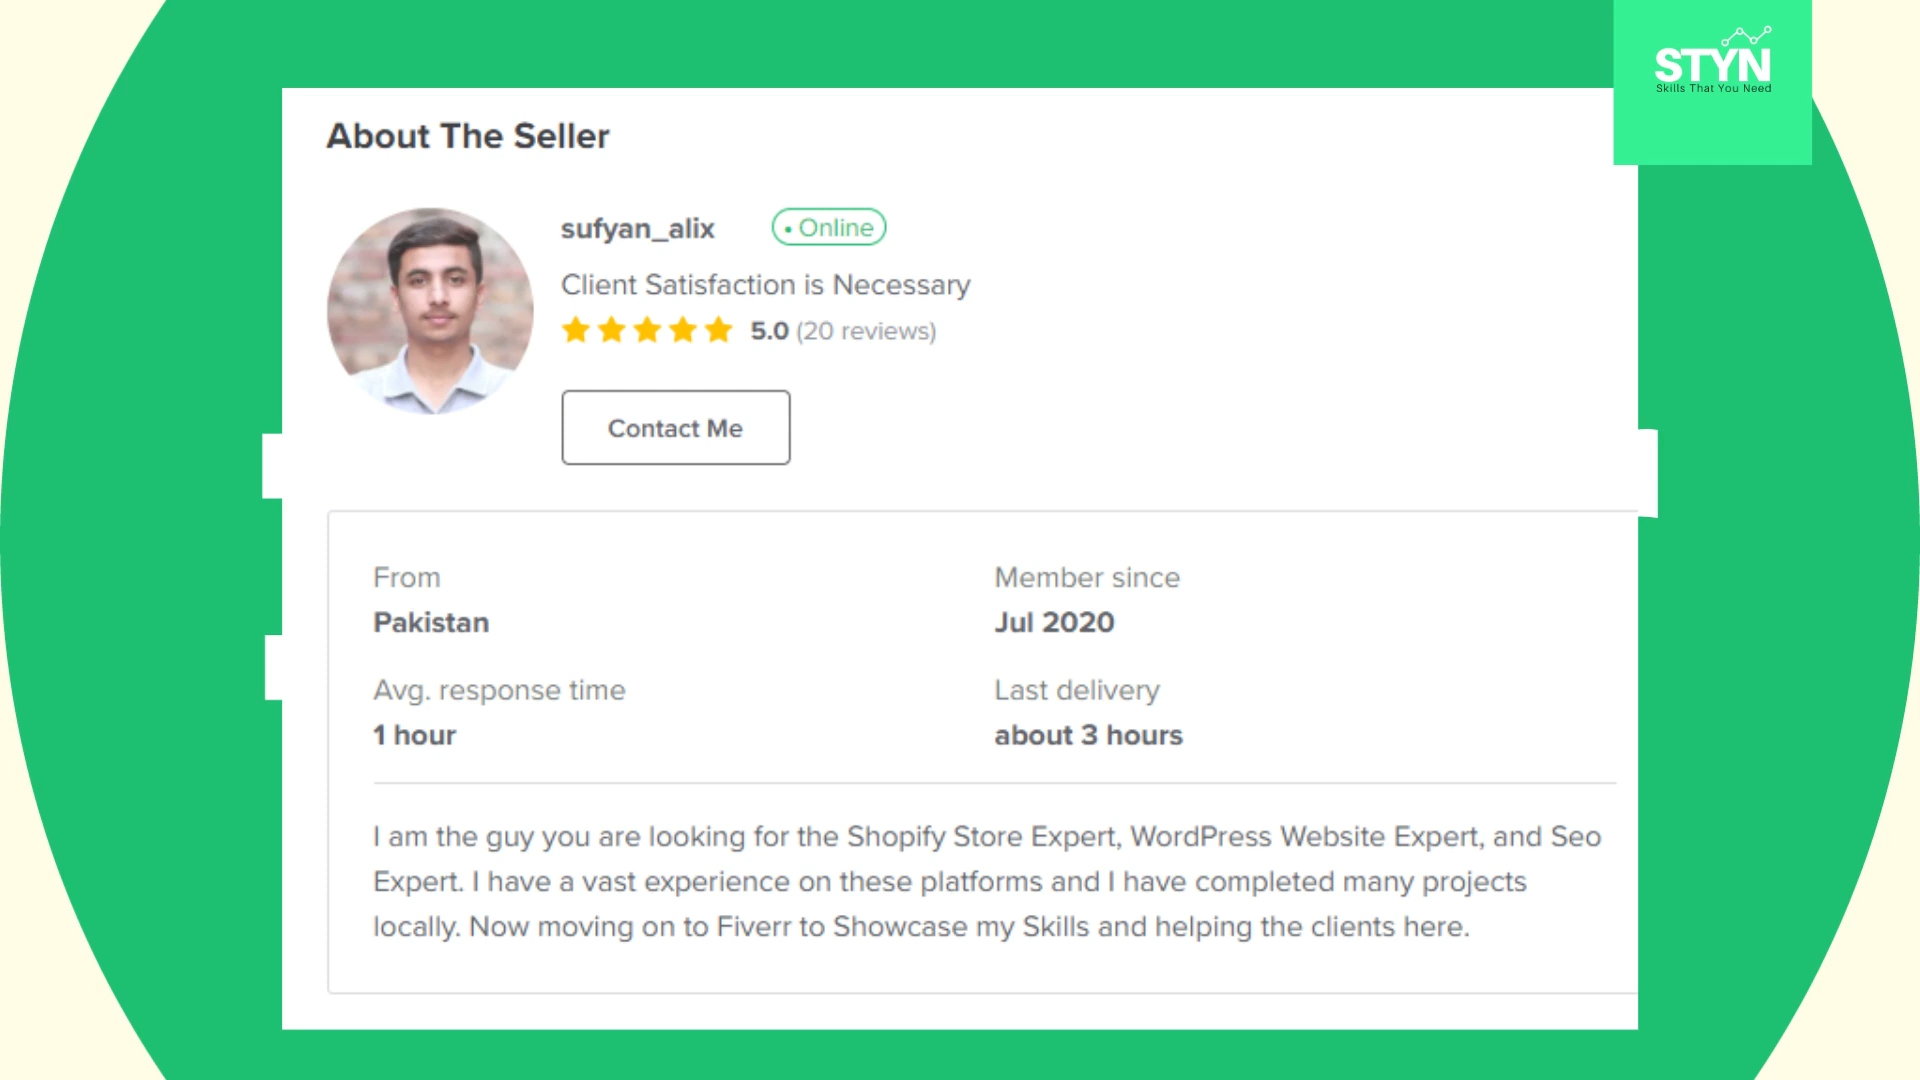 STYN
Skills That You Need
About The Seller
sufyan_alix
• Online
Client Satisfaction is Necessary
5.0 (20 reviews)
Contact Me
From
Pakistan
Member since
Jul 2020
Avg. response time
1 hour
Last delivery
about 3 hours
I am the guy you are looking for the Shopify Store Expert, WordPress Website Expert, and Seo
Expert. I have a vast experience on these platforms and I have completed many projects
locally. Now moving on to Fiverr to Showcase my Skills and helping the clients here.